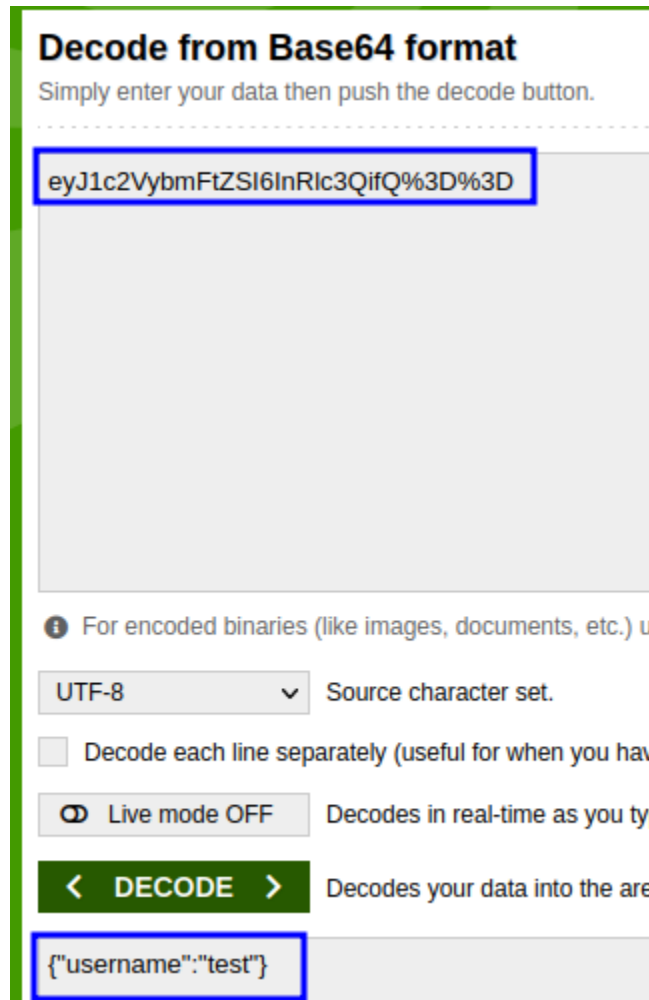 Decode from Base64 format
Simply enter your data then push the decode button.
eyJ1c2VybmFtZSI6InRlc3QifQ%3D%3D
For encoded binaries (like images, documents, etc.) u
UTF-8 Source character set.
Decode each line separately (useful for when you hav
Live mode OFF Decodes in real-time as you ty
< DECODE > Decodes your data into the are
{"username":"test"}